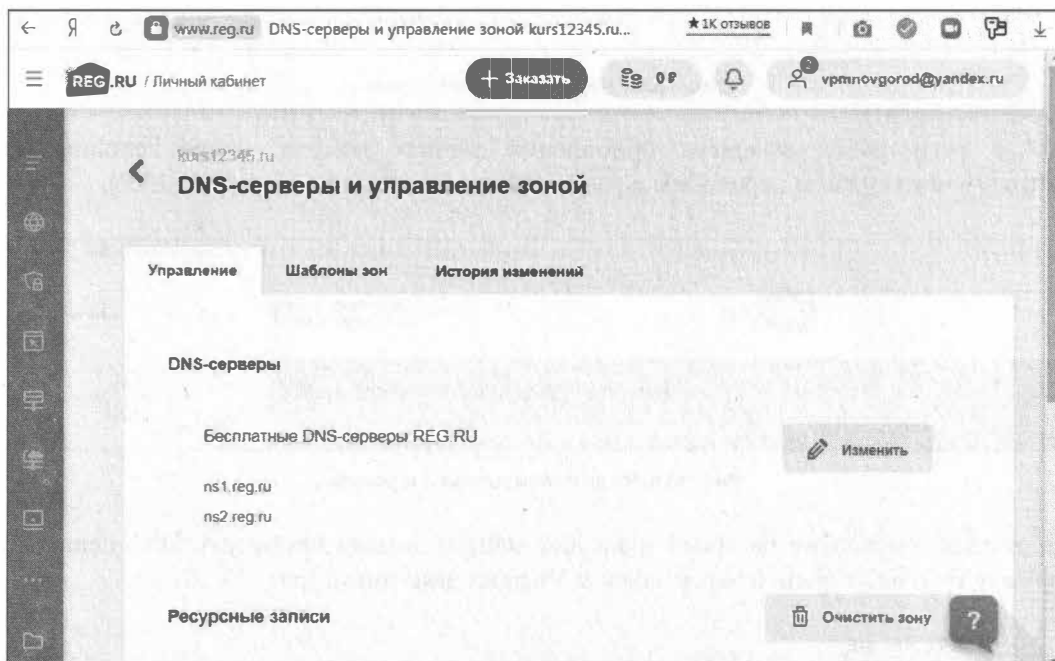 www.reg.ru DNS-серверы и управление зоной kurs12345.ru... ★ 1К отзывов
REG.RU / Личный кабинет + Заказать 0 ₽ 2 vpmnovgorod@yandex.ru
kurs12345.ru
DNS-серверы и управление зоной
Управление Шаблоны зон История изменений
DNS-серверы
Бесплатные DNS-серверы REG.RU
Изменить
ns1.reg.ru
ns2.reg.ru
Ресурсные записи Очистить зону ?